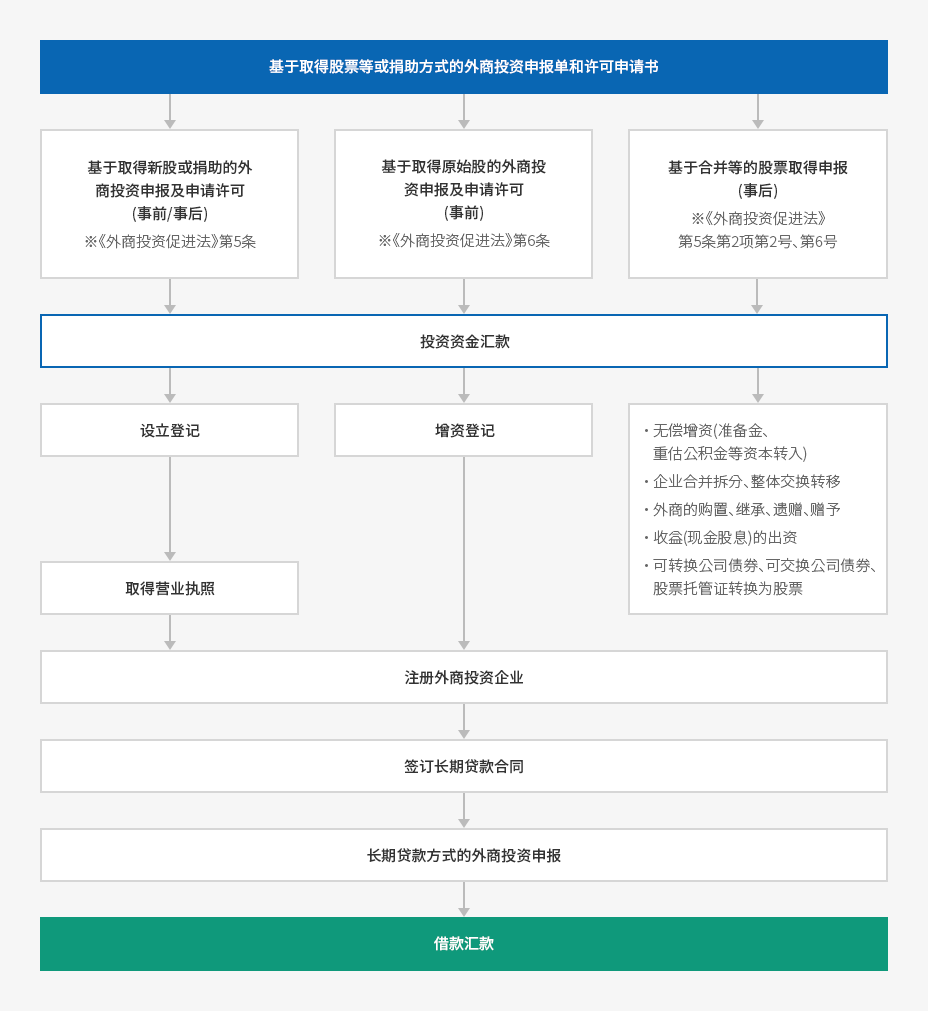 基于取得股票等或捐助方式的外商投资申报单和许可申请书
基于取得新股或捐助的外
商投资申报及申请许可
(事前/事后)
※《外商投资促进法》第5条
基于取得原始股的外商投
资申报及申请许可
(事前)
※《外商投资促进法》第6条
基于合并等的股票取得申报
(事后)
※《外商投资促进法》
第5条第2项第2号、第6号
投资资金汇款
设立登记
增资登记
·无偿增资(准备金、
重估公积金等资本转入)
·企业合并拆分、整体交换转移
·外商的购置、继承、遗赠、赠予
·收益(现金股息)的出资
·可转换公司债券、可交换公司债券、
股票托管证转换为股票
取得营业执照
注册外商投资企业
签订长期贷款合同
长期贷款方式的外商投资申报
借款汇款